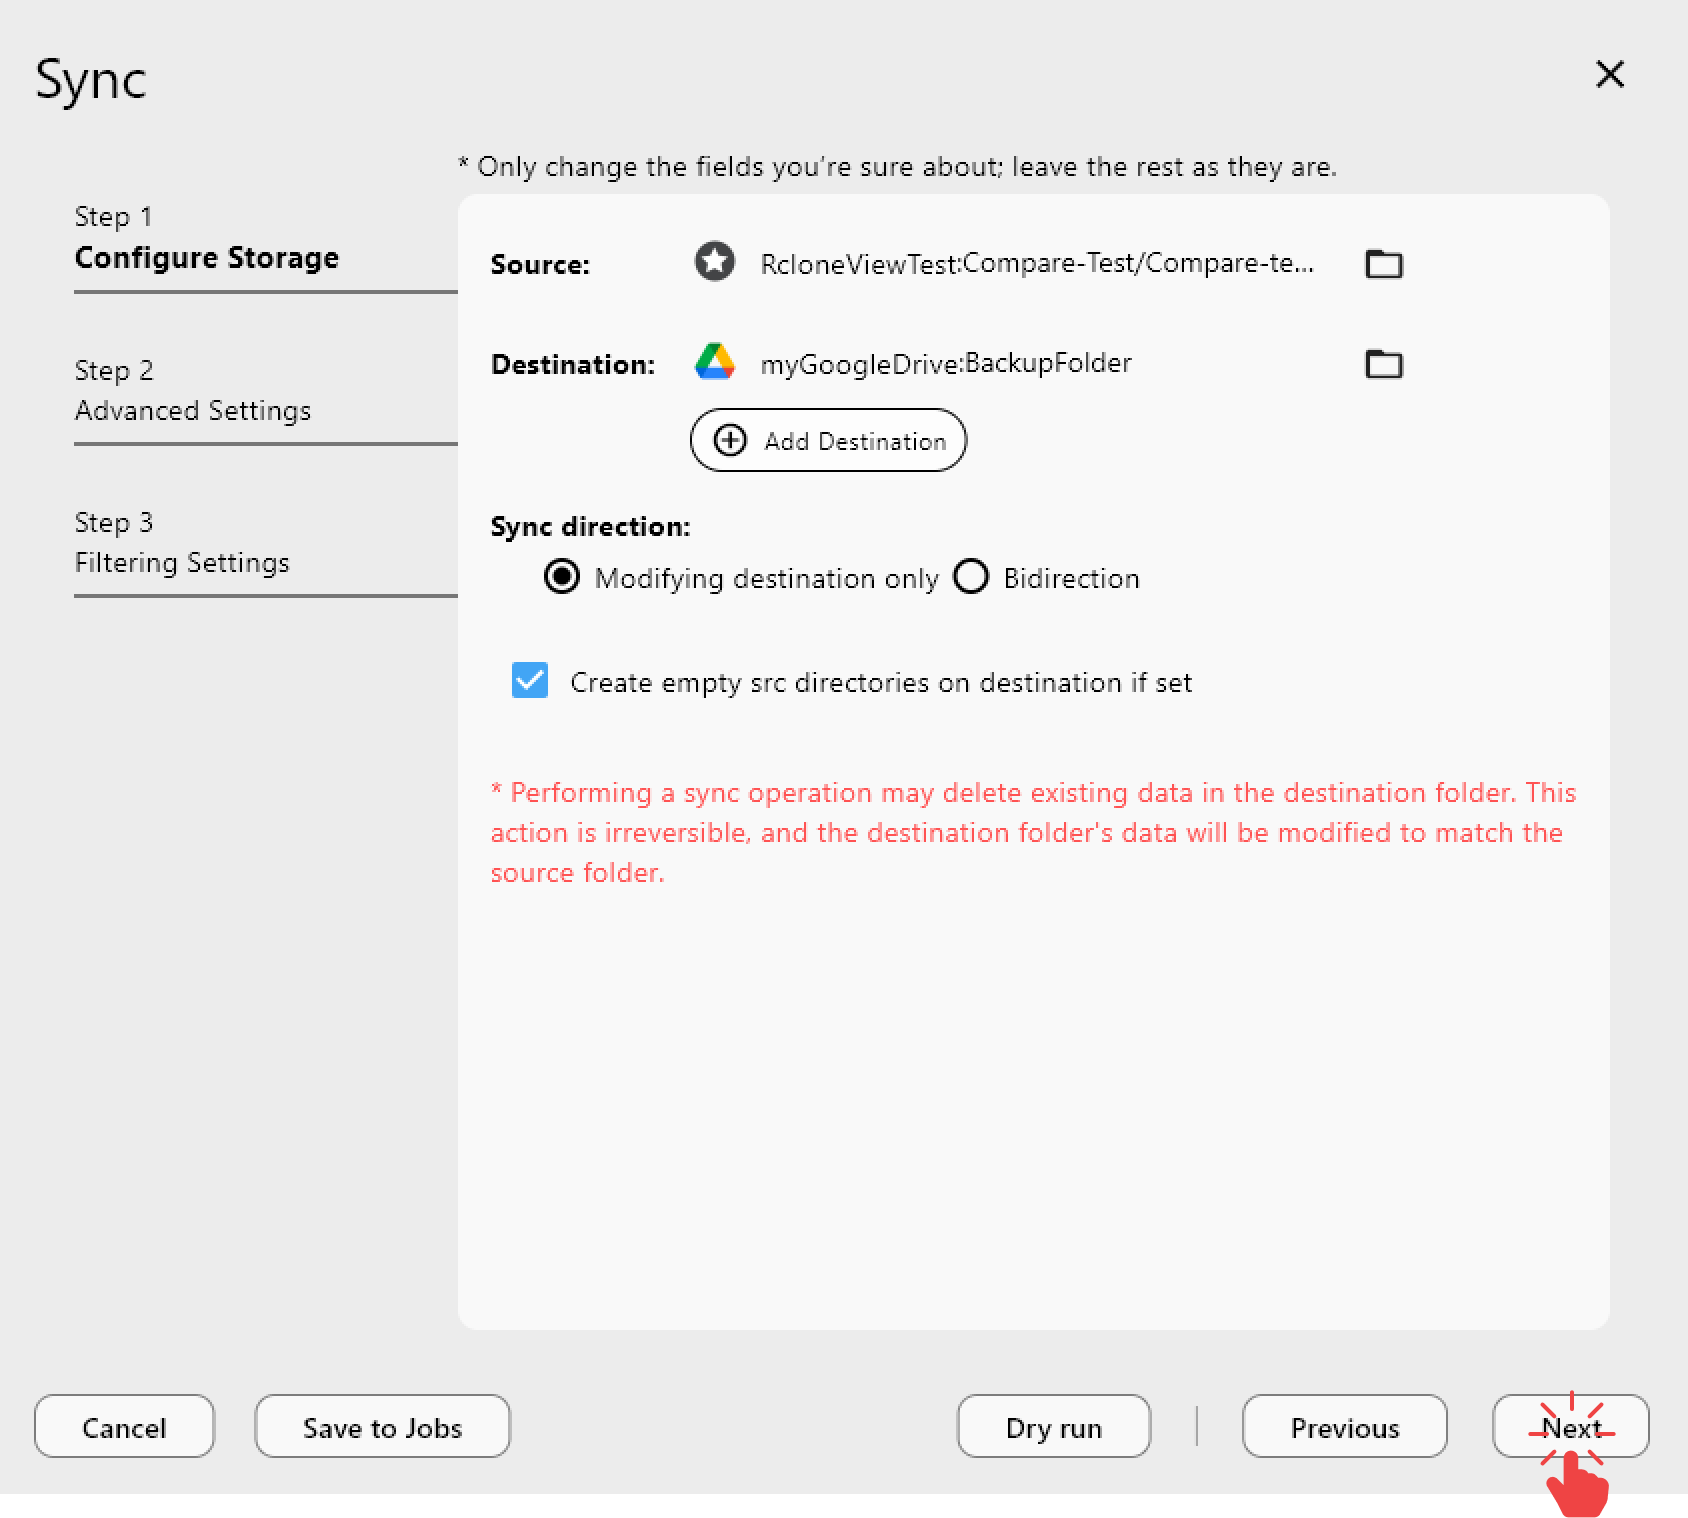 Sync
* Only change the fields you're sure about; leave the rest as they are.
Step 1
Configure Storage
Step 2
Advanced Settings
Step 3
Filtering Settings
Source: RcloneViewTest:Compare-Test/Compare-te...
Destination: myGoogleDrive:BackupFolder
Add Destination
Sync direction:
Modifying destination only Bidirection
Create empty src directories on destination if set
* Performing a sync operation may delete existing data in the destination folder. This
action is irreversible, and the destination folder's data will be modified to match the
source folder.
Cancel Save to Jobs Dry run Previous Next